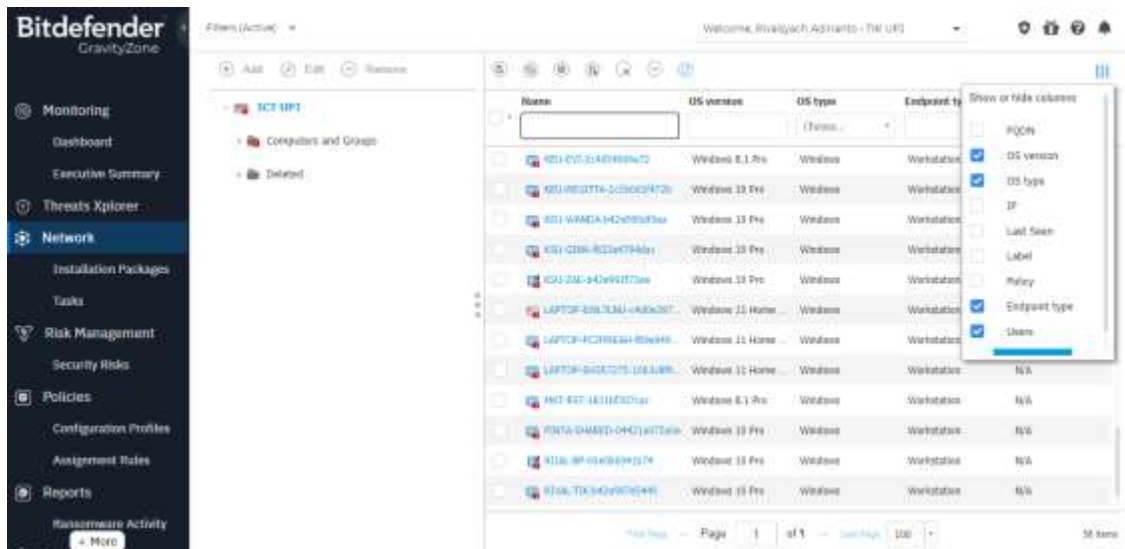 Bitdefender
GravityZone
Filters (Active)
Welcome,
Add Edit Remove
Monitoring
Dashboard
Executive Summary
Threats Xplorer
Network
Installation Packages
Tasks
Risk Management
Security Risks
Policies
Configuration Profiles
Assignment Rules
Reports
Ransomware Activity
+ More
ICT UPI
Computers and Groups
Deleted
Name OS version OS type Endpoint ty
Choose...
Windows 8.1 Pro Windows Workstation
Windows 10 Pro Windows Workstation
Windows 10 Pro Windows Workstation
Windows 10 Pro Windows Workstation
Windows 10 Pro Windows Workstation
Windows 11 Home ... Windows Workstation
Windows 11 Home ... Windows Workstation
Windows 11 Home ... Windows Workstation N/A
Windows 8.1 Pro Windows Workstation N/A
Windows 10 Pro Windows Workstation N/A
Windows 10 Pro Windows Workstation N/A
Windows 10 Pro Windows Workstation N/A
Show or hide columns
FQDN
OS version
OS type
IP
Last Seen
Label
Policy
Endpoint type
Users
First Page Page 1 of 1 Last Page 100 58 items